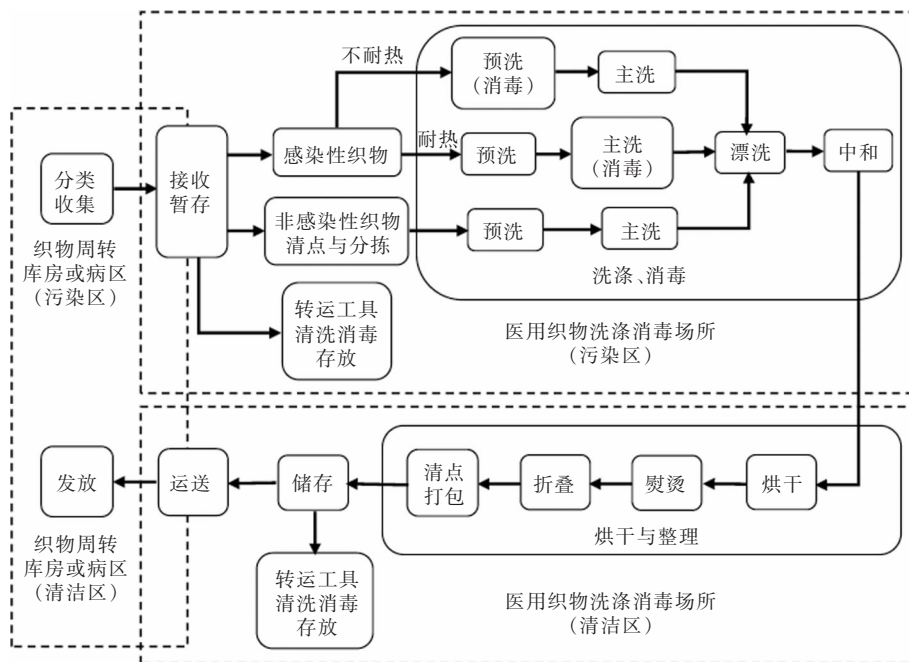 不耐热
预洗
（消毒）
主洗
感染性织物
耐热
预洗
主洗
（消毒）
漂洗
中和
分类
收集
接收
暂存
非感染性织物
清点与分拣
预洗
主洗
洗涤、消毒
织物周转
库房或病区
（污染区）
转运工具
清洗消毒
存放
医用织物洗涤消毒场所
（污染区）
发放
运送
储存
清点
打包
折叠
熨烫
烘干
烘干与整理
织物周转
库房或病区
（清洁区）
转运工具
清洗消毒
存放
医用织物洗涤消毒场所
（清洁区）